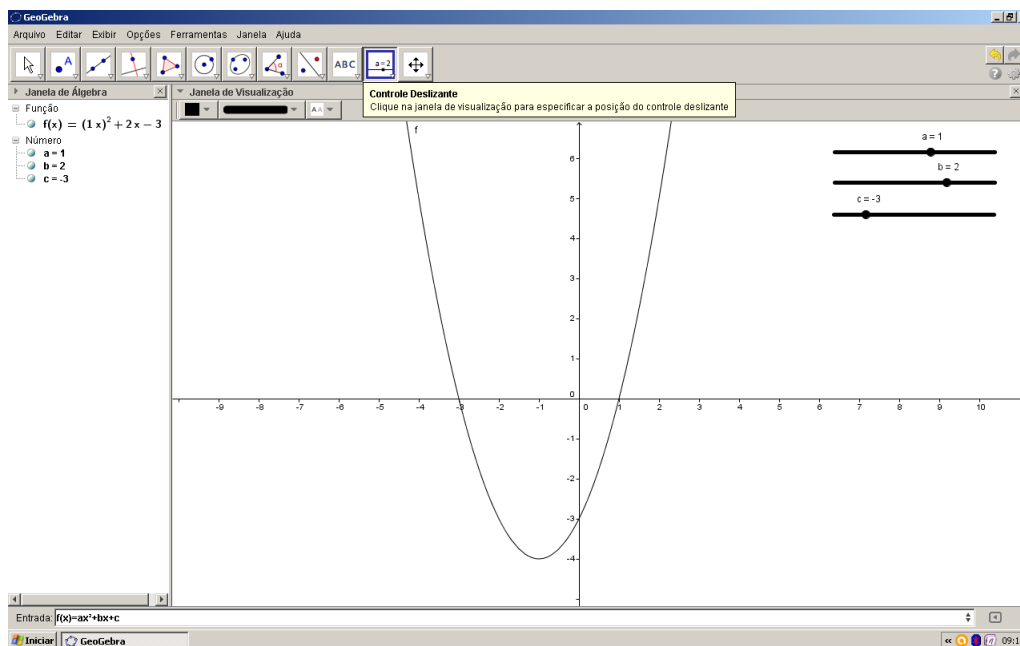 GeoGebra
Arquivo Editar Exibir Opções Ferramentas Janela Ajuda
A α ABC a=2
Janela de Álgebra
Janela de Visualização
Controle Deslizante
Clique na janela de visualização para especificar a posição do controle deslizante
AA
Função
f(x) = (1 x)² + 2 x − 3
Número
a = 1
b = 2
c = -3
f
a = 1
b = 2
c = -3
6
5
4
3
2
1
0
-9 -8 -7 -6 -5 -4 -3 -2 -1 0 1 2 3 4 5 6 7 8 9 10
-1
-2
-3
-4
Entrada: f(x)=ax²+bx+c
Iniciar GeoGebra
«
09:1